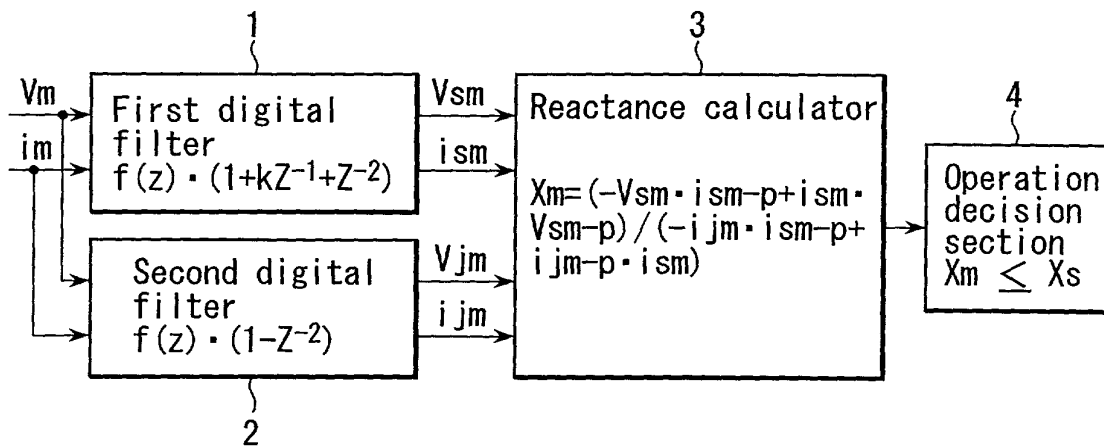 1
Vm
im
First digital
filter
f(z)・(1+kZ⁻¹+Z⁻²)
Vsm
ism
Second digital
filter
f(z)・(1-Z⁻²)
2
Vjm
ijm
3
Reactance calculator
Xm=(-Vsm・ism-p+ism・
Vsm-p)/(-ijm・ism-p+
ijm-p・ism)
4
Operation
decision
section
Xm ≤ Xs